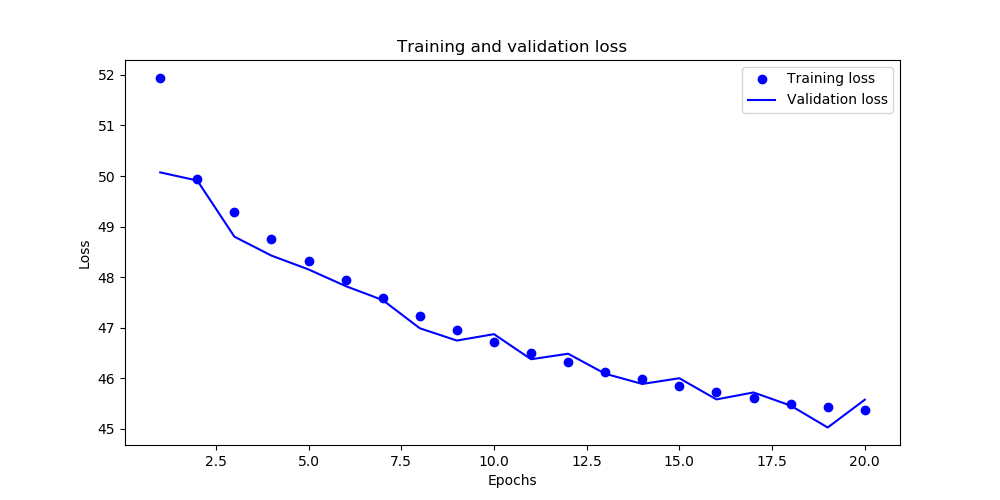 Training and validation loss
Training loss
Validation loss
52
51
50
49
48
47
46
45
Loss
2.5 5.0 7.5 10.0 12.5 15.0 17.5 20.0
Epochs